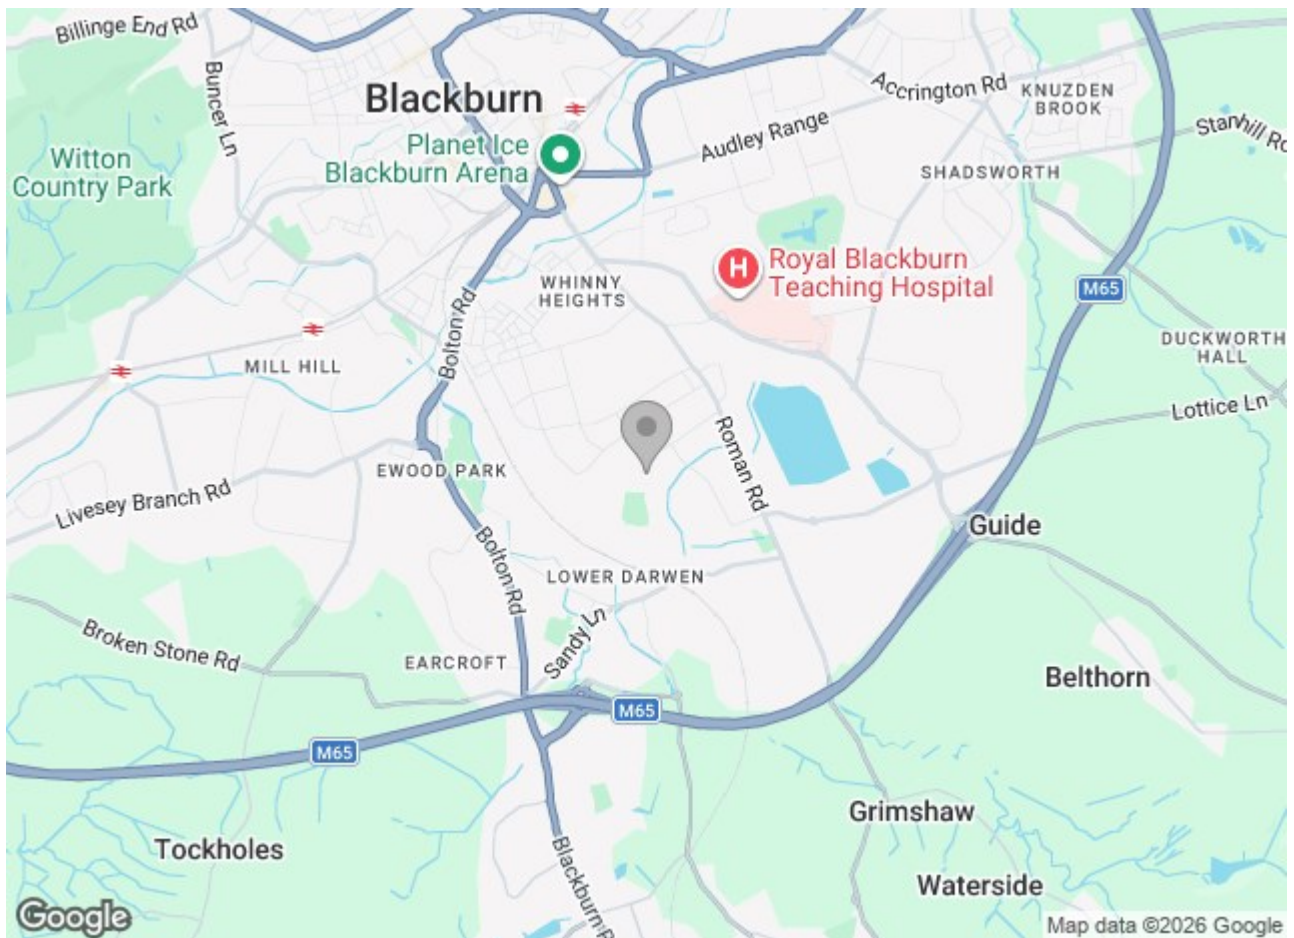 Billinge End Rd
Buncer Ln
Blackburn
Accrington Rd
KNUZDEN
BROOK
Stanhill Rd
Audley Range
Planet Ice
Blackburn Arena
Witton
Country Park
SHADSWORTH
WHINNY
HEIGHTS
H
Royal Blackburn
Teaching Hospital
M65
Bolton Rd
MILL HILL
DUCKWORTH
HALL
Lottice Ln
Roman Rd
EWOOD PARK
Livesey Branch Rd
Guide
Bolton Rd
LOWER DARWEN
Sandy Ln
Broken Stone Rd
EARCROFT
Belthorn
M65
M65
Grimshaw
Tockholes
Waterside
Blackburn R
Google
Map data ©2026 Google